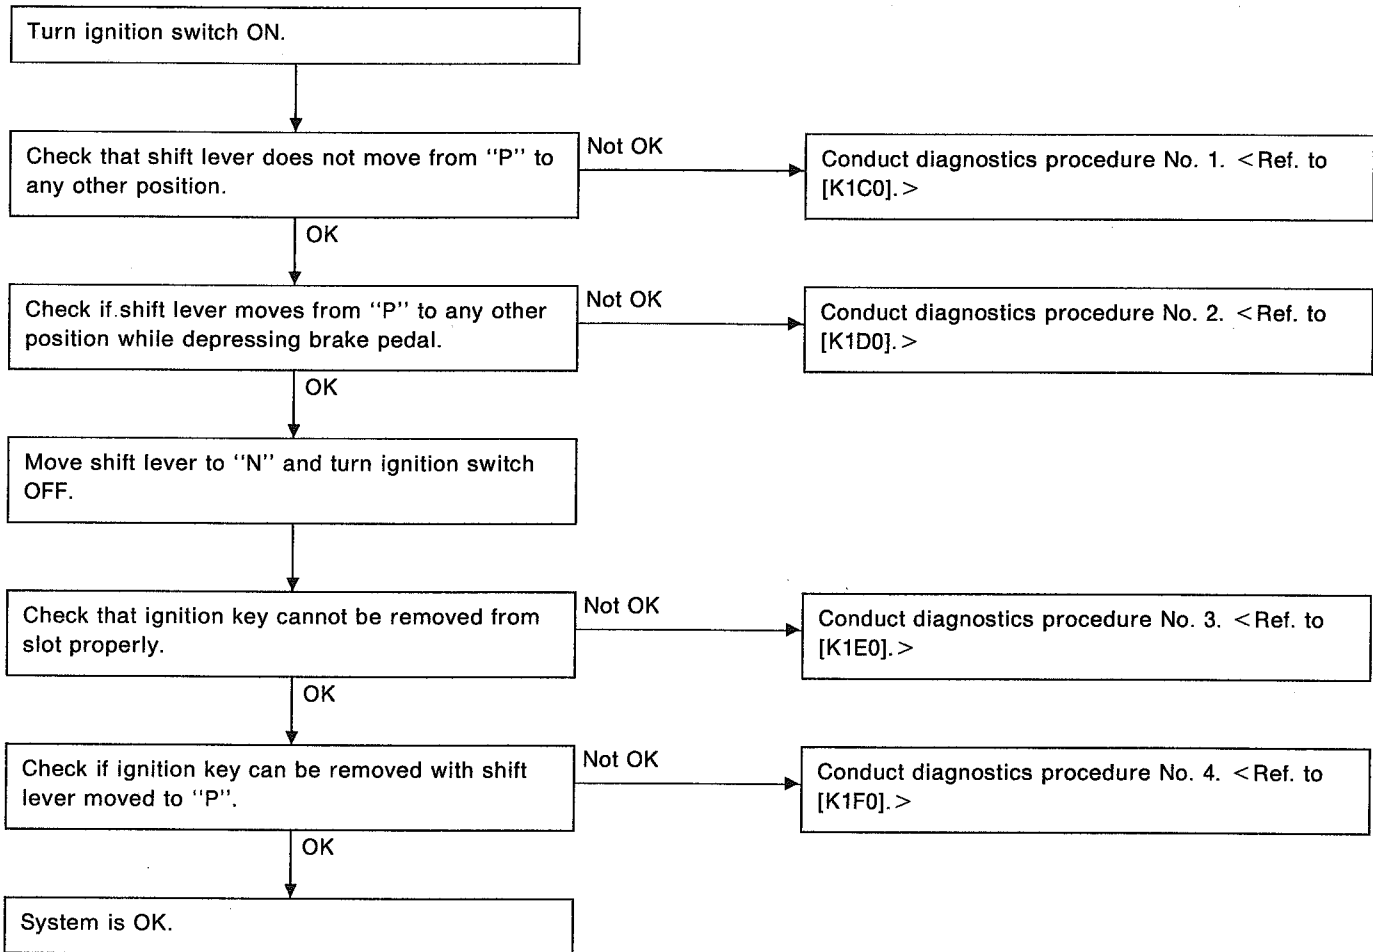 Turn ignition switch ON.
Check that shift lever does not move from “P” to
any other position.
Not OK
Conduct diagnostics procedure No. 1. <Ref. to
[K1C0].>
OK
Check if shift lever moves from “P” to any other
position while depressing brake pedal.
Not OK
Conduct diagnostics procedure No. 2. <Ref. to
[K1D0].>
OK
Move shift lever to “N” and turn ignition switch
OFF.
Check that ignition key cannot be removed from
slot properly.
Not OK
Conduct diagnostics procedure No. 3. <Ref. to
[K1E0].>
OK
Check if ignition key can be removed with shift
lever moved to “P”.
Not OK
Conduct diagnostics procedure No. 4. <Ref. to
[K1F0].>
OK
System is OK.